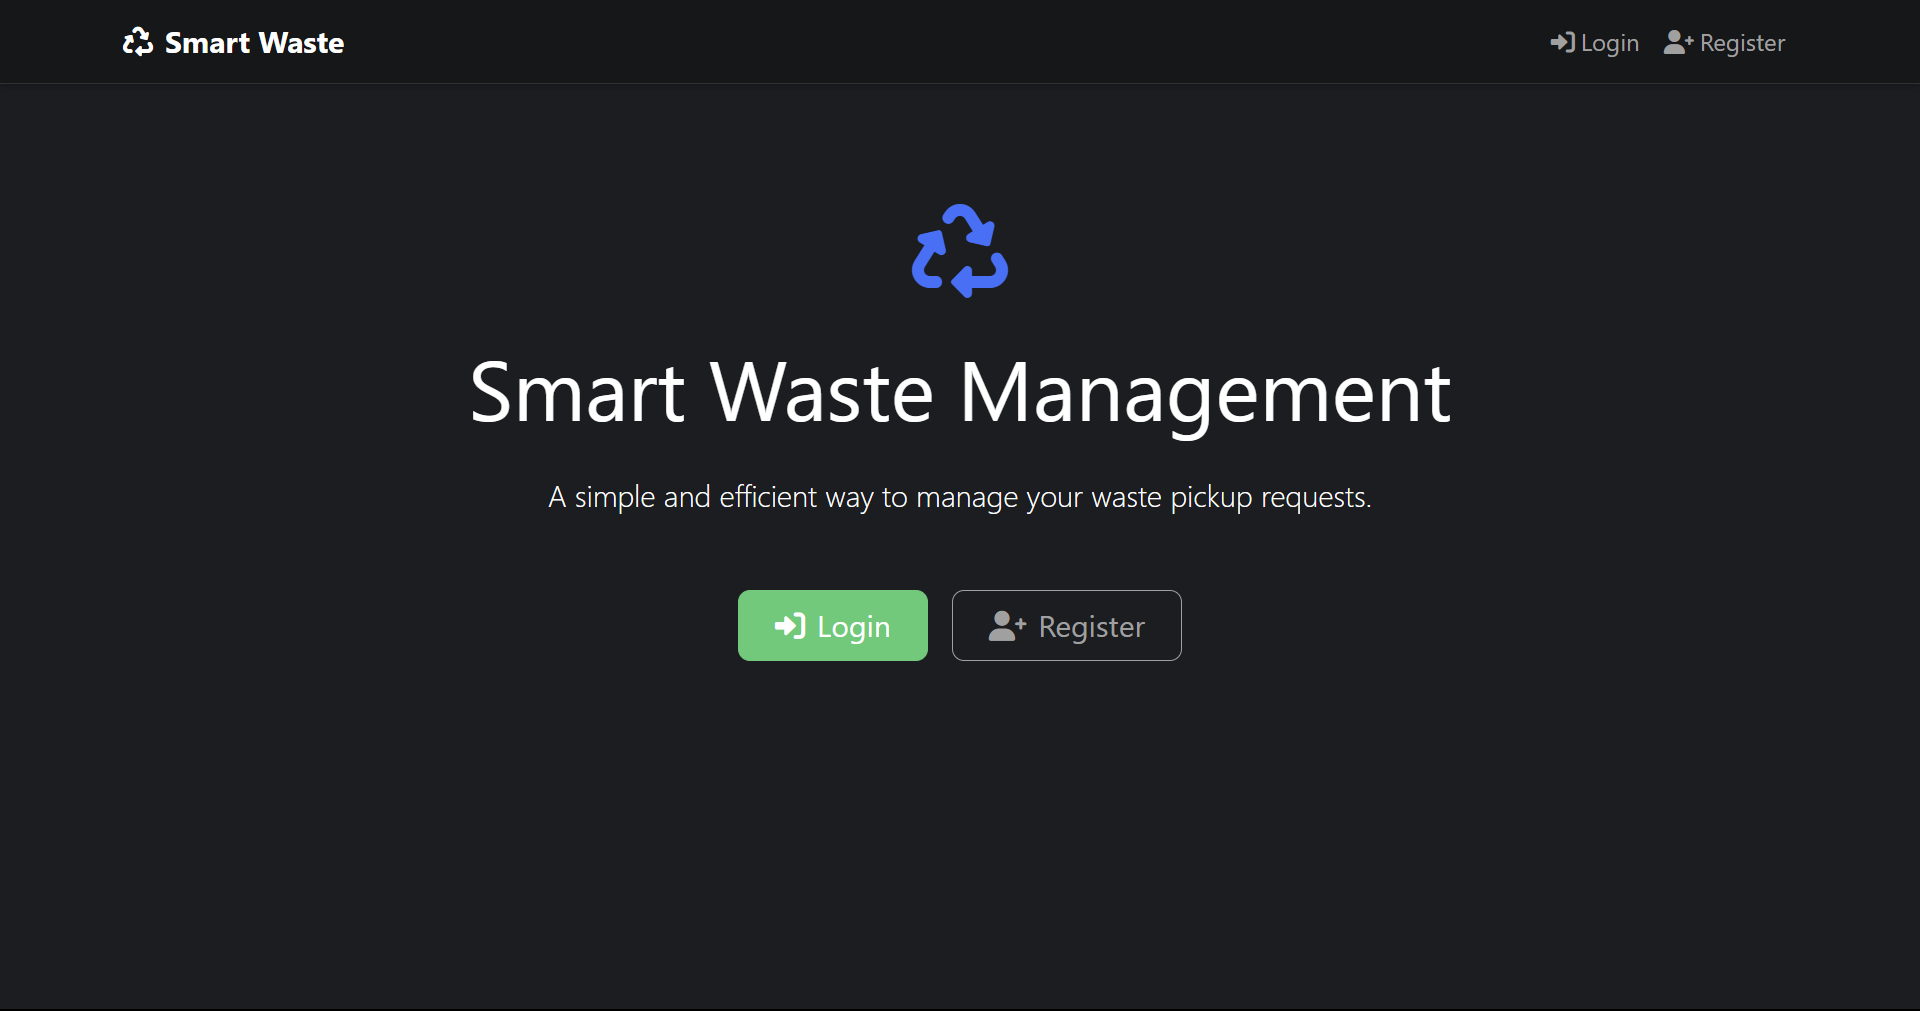 Smart Waste
Login
Register
Smart Waste Management
A simple and efficient way to manage your waste pickup requests.
Login
Register